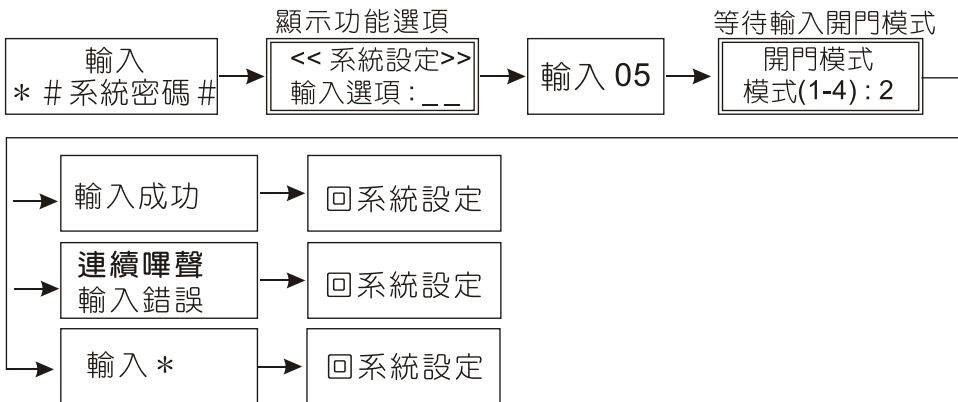 顯示功能選項
等待輸入開門模式
輸入
*#系統密碼#
<< 系統設定>>
輸入選項:_ _
輸入 05
開門模式
模式(1-4) : 2
輸入成功
回系統設定
連續嗶聲
輸入錯誤
回系統設定
輸入*
回系統設定